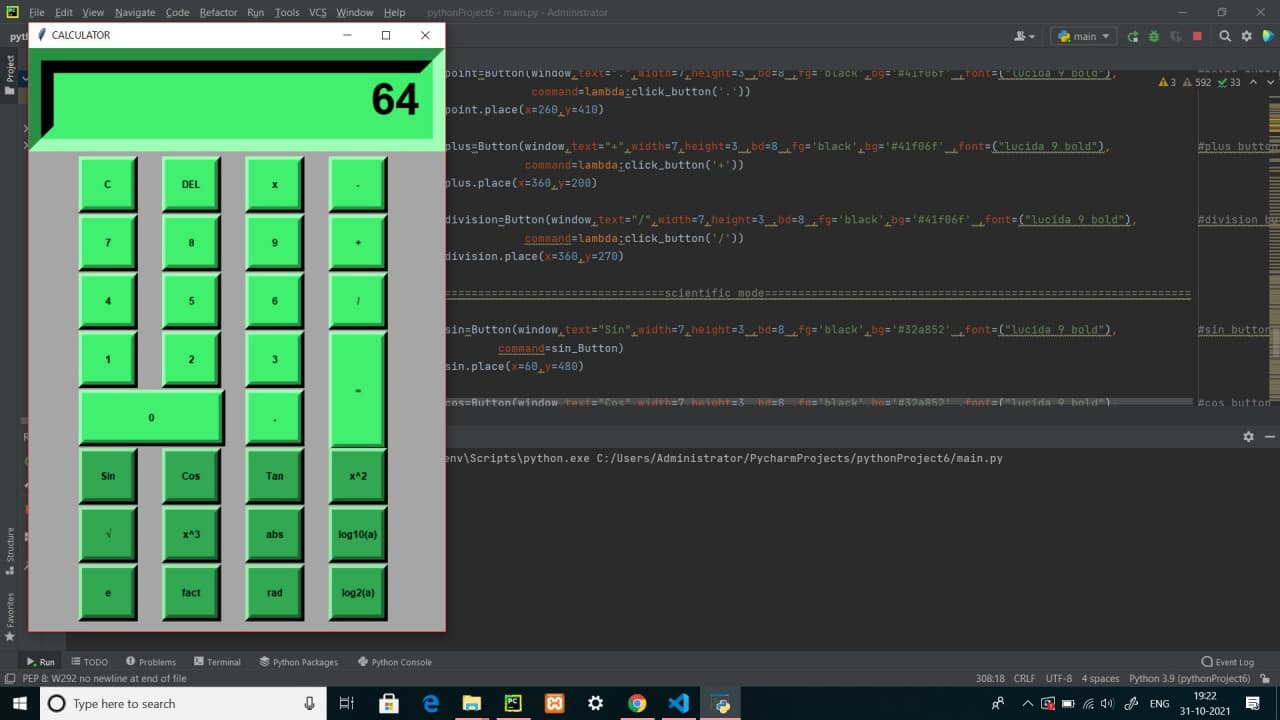 File Edit View Navigate Code Refactor Run Tools VCS Window Help pythonProject6 - main.py - Administrator
main
Project
CALCULATOR
64
C DEL x -
7 8 9 +
4 5 6 /
1 2 3 =
0 .
Sin Cos Tan x^2
√ x^3 abs log10(a)
e fact rad log2(a)
3 592 33
point=Button(window,text=".",width=7,height=3 ,bd=8 ,fg='black',bg='#41f06f' ,font=("lucida 9 bold"),
command=lambda:click_button('.'))
point.place(x=260,y=410)
plus=Button(window,text="+",width=7,height=3 ,bd=8 ,fg='black',bg='#41f06f' ,font=("lucida 9 bold"), #plus button
command=lambda:click_button('+'))
plus.place(x=360,y=200)
division=Button(window,text="/",width=7,height=3 ,bd=8 ,fg='black',bg='#41f06f' ,font=("lucida 9 bold"), #division
command=lambda:click_button('/'))
division.place(x=360,y=270)
scientific mode
sin=Button(window,text="Sin",width=7,height=3 ,bd=8 ,fg='black',bg='#32a852' ,font=("lucida 9 bold"), #sin button
command=sin_Button)
sin.place(x=60,y=480)
cos=Button(window,text="Cos",width=7,height=3 ,bd=8 ,fg='black',bg='#32a852' ,font=("lucida 9 bold"), #cos button
env\Scripts\python.exe C:/Users/Administrator/PycharmProjects/pythonProject6/main.py
Structure
Favorites
Run TODO Problems Terminal Python Packages Python Console Event Log
PEP 8: W292 no newline at end of file 308:18 CRLF UTF-8 4 spaces Python 3.9 (pythonProject6)
Type here to search
ENG
19:22
31-10-2021